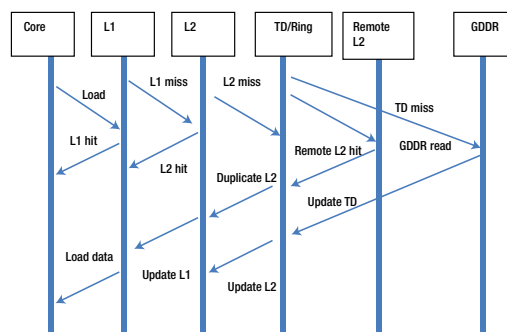 Core
L1
L2
TD/Ring
Remote
L2
GDDR
Load
L1 miss
L2 miss
TD miss
L1 hit
L2 hit
Remote L2 hit
GDDR read
Duplicate L2
Update TD
Load data
Update L1
Update L2